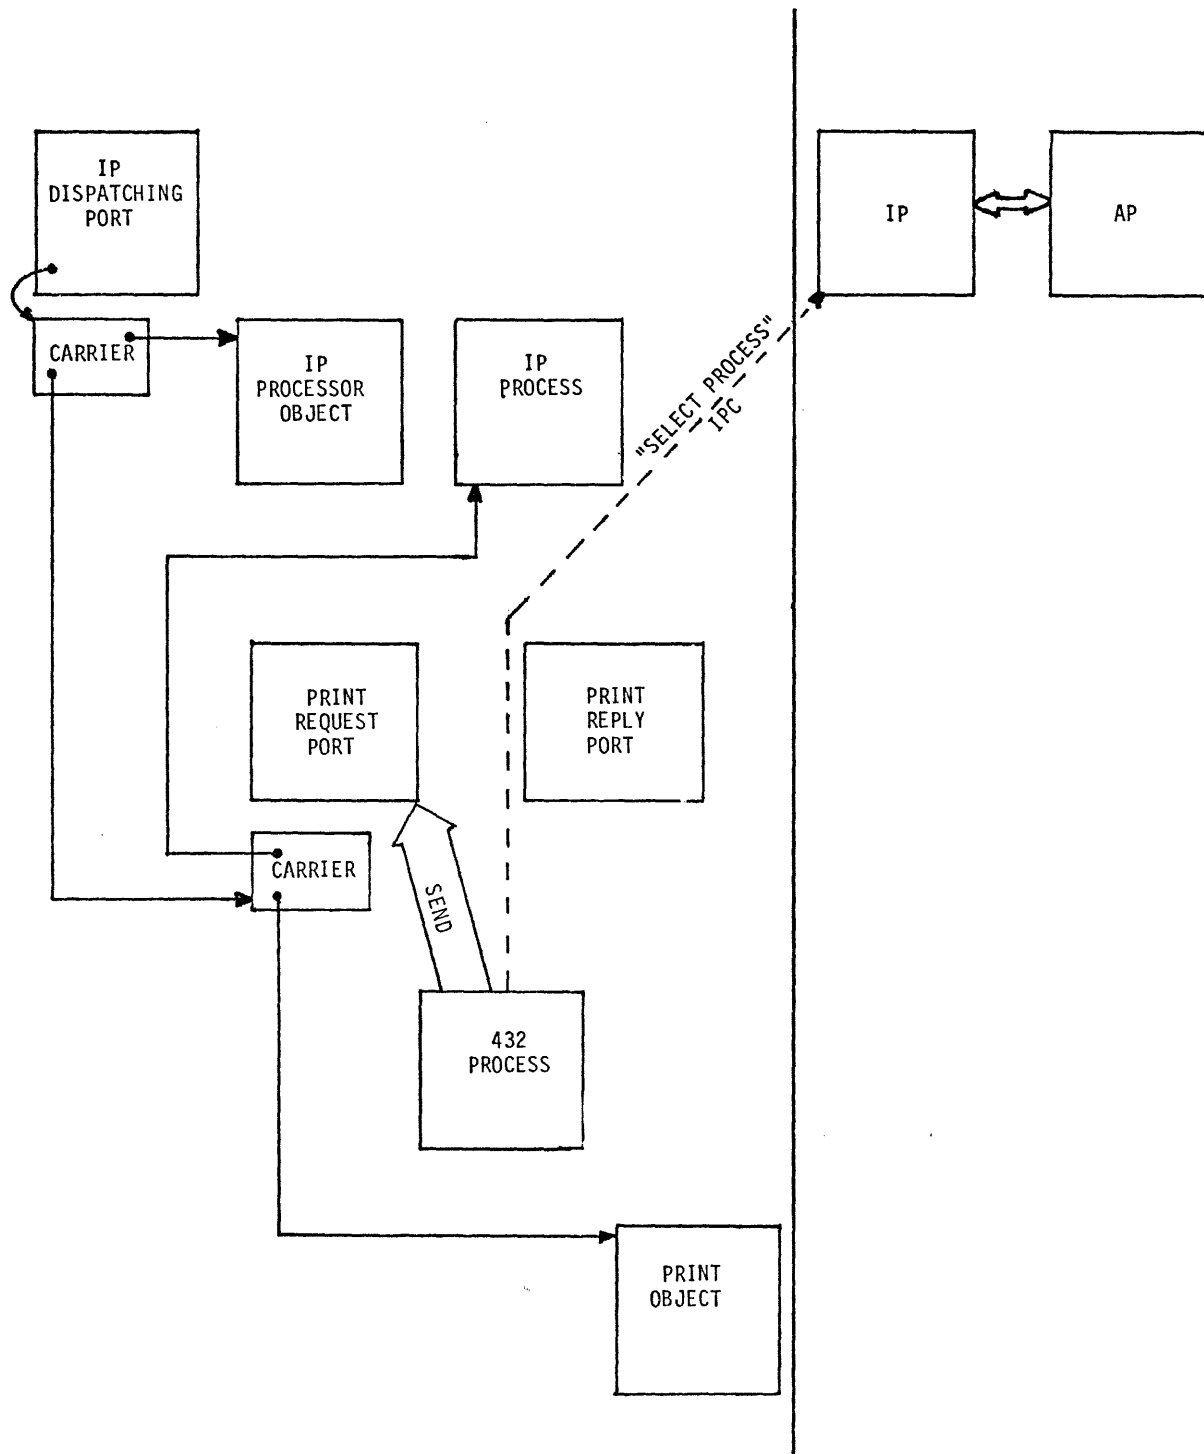 IP
DISPATCHING
PORT
IP
AP
CARRIER
IP
PROCESSOR
OBJECT
IP
PROCESS
"SELECT PROCESS"
IPC
PRINT
REQUEST
PORT
PRINT
REPLY
PORT
CARRIER
SEND
432
PROCESS
PRINT
OBJECT